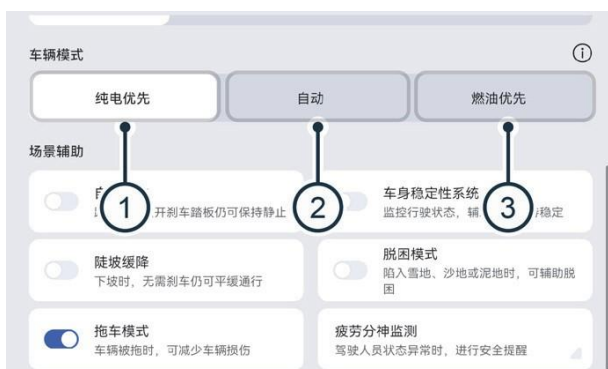 车辆模式
纯电优先
自动
燃油优先
场景辅助
1
2
3
开刹车踏板仍可保持静止
车身稳定性系统
监控行驶状态，辅
稳定
陡坡缓降
下坡时，无需刹车仍可平缓通行
脱困模式
陷入雪地、沙地或泥地时，可辅助脱
困
拖车模式
车辆被拖时，可减少车辆损伤
疲劳分神监测
驾驶人员状态异常时，进行安全提醒